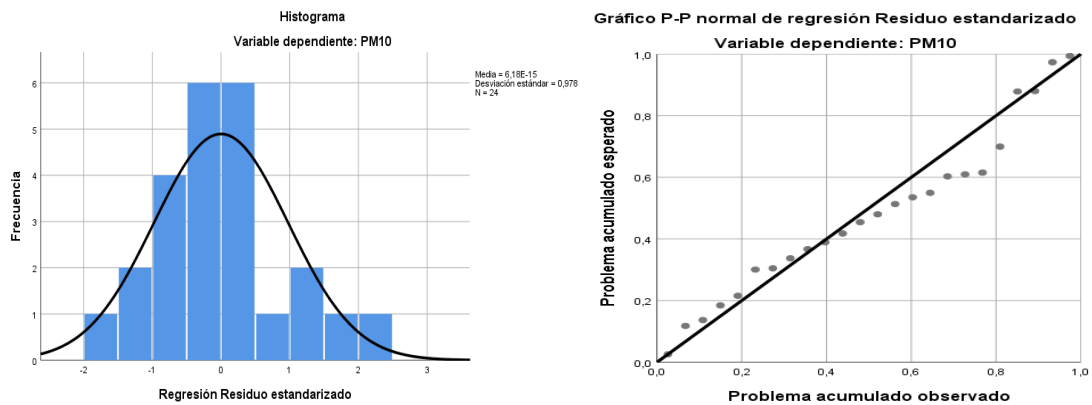 Histograma
Variable dependiente: PM10
Media = 6,18E-15
Desviación estándar = 0,978
N = 24
Frecuencia
6
5
4
3
2
1
0
-2 -1 0 1 2 3
Regresión Residuo estandarizado
Gráfico P-P normal de regresión Residuo estandarizado
Variable dependiente: PM10
Problema acumulado esperado
1,0
0,8
0,6
0,4
0,2
0,0
0,0 0,2 0,4 0,6 0,8 1,0
Problema acumulado observado